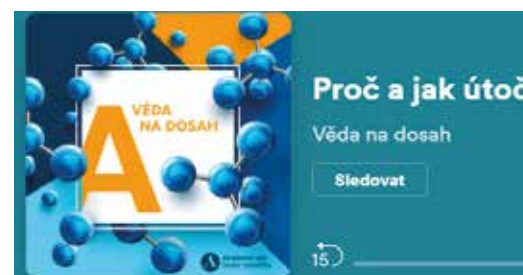 A
VĚDA
NA DOSAH
Proč a jak útoč
Věda na dosah
Sledovat
15